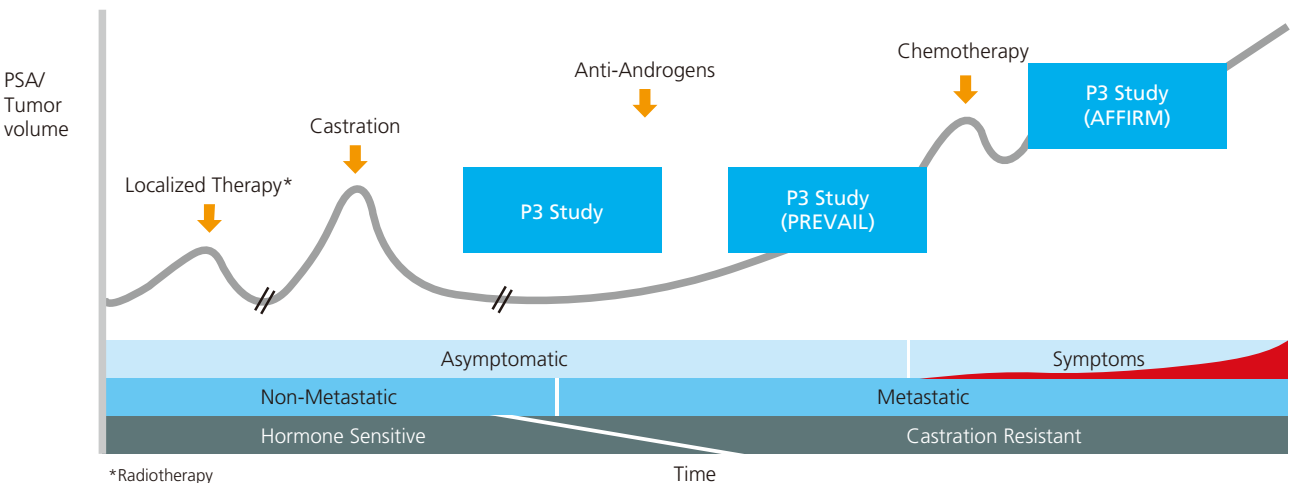 PSA/
Tumor
volume
Localized Therapy*
Castration
Anti-Androgens
Chemotherapy
P3 Study
P3 Study
(PREVAIL)
P3 Study
(AFFIRM)
Asymptomatic
Symptoms
Non-Metastatic
Metastatic
Hormone Sensitive
Castration Resistant
*Radiotherapy
Time